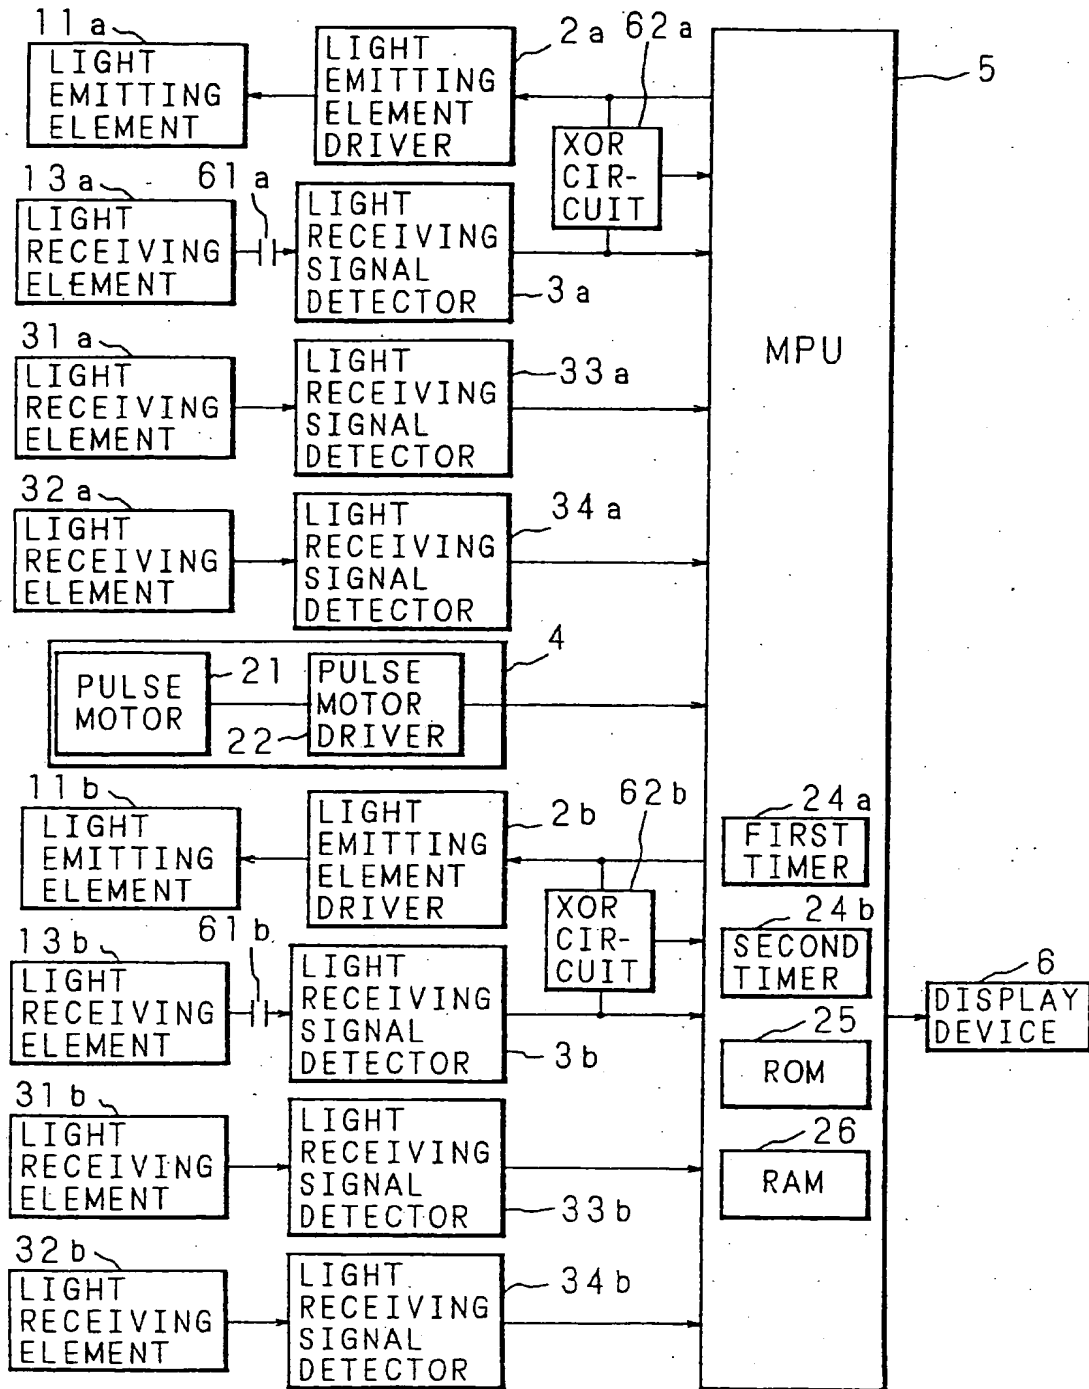 11a
LIGHT
EMITTING
ELEMENT
LIGHT
EMITTING
ELEMENT
DRIVER
2a
62a
5
XOR
CIR-
CUIT
13a
61a
LIGHT
RECEIVING
ELEMENT
LIGHT
RECEIVING
SIGNAL
DETECTOR
3a
MPU
31a
LIGHT
RECEIVING
ELEMENT
LIGHT
RECEIVING
SIGNAL
DETECTOR
33a
32a
LIGHT
RECEIVING
ELEMENT
LIGHT
RECEIVING
SIGNAL
DETECTOR
34a
4
PULSE
MOTOR
21
22
PULSE
MOTOR
DRIVER
11b
LIGHT
EMITTING
ELEMENT
LIGHT
EMITTING
ELEMENT
DRIVER
2b
62b
XOR
CIR-
CUIT
24a
FIRST
TIMER
24b
SECOND
TIMER
13b
61b
LIGHT
RECEIVING
ELEMENT
LIGHT
RECEIVING
SIGNAL
DETECTOR
3b
25
ROM
6
DISPLAY
DEVICE
31b
LIGHT
RECEIVING
ELEMENT
LIGHT
RECEIVING
SIGNAL
DETECTOR
33b
26
RAM
32b
LIGHT
RECEIVING
ELEMENT
LIGHT
RECEIVING
SIGNAL
DETECTOR
34b